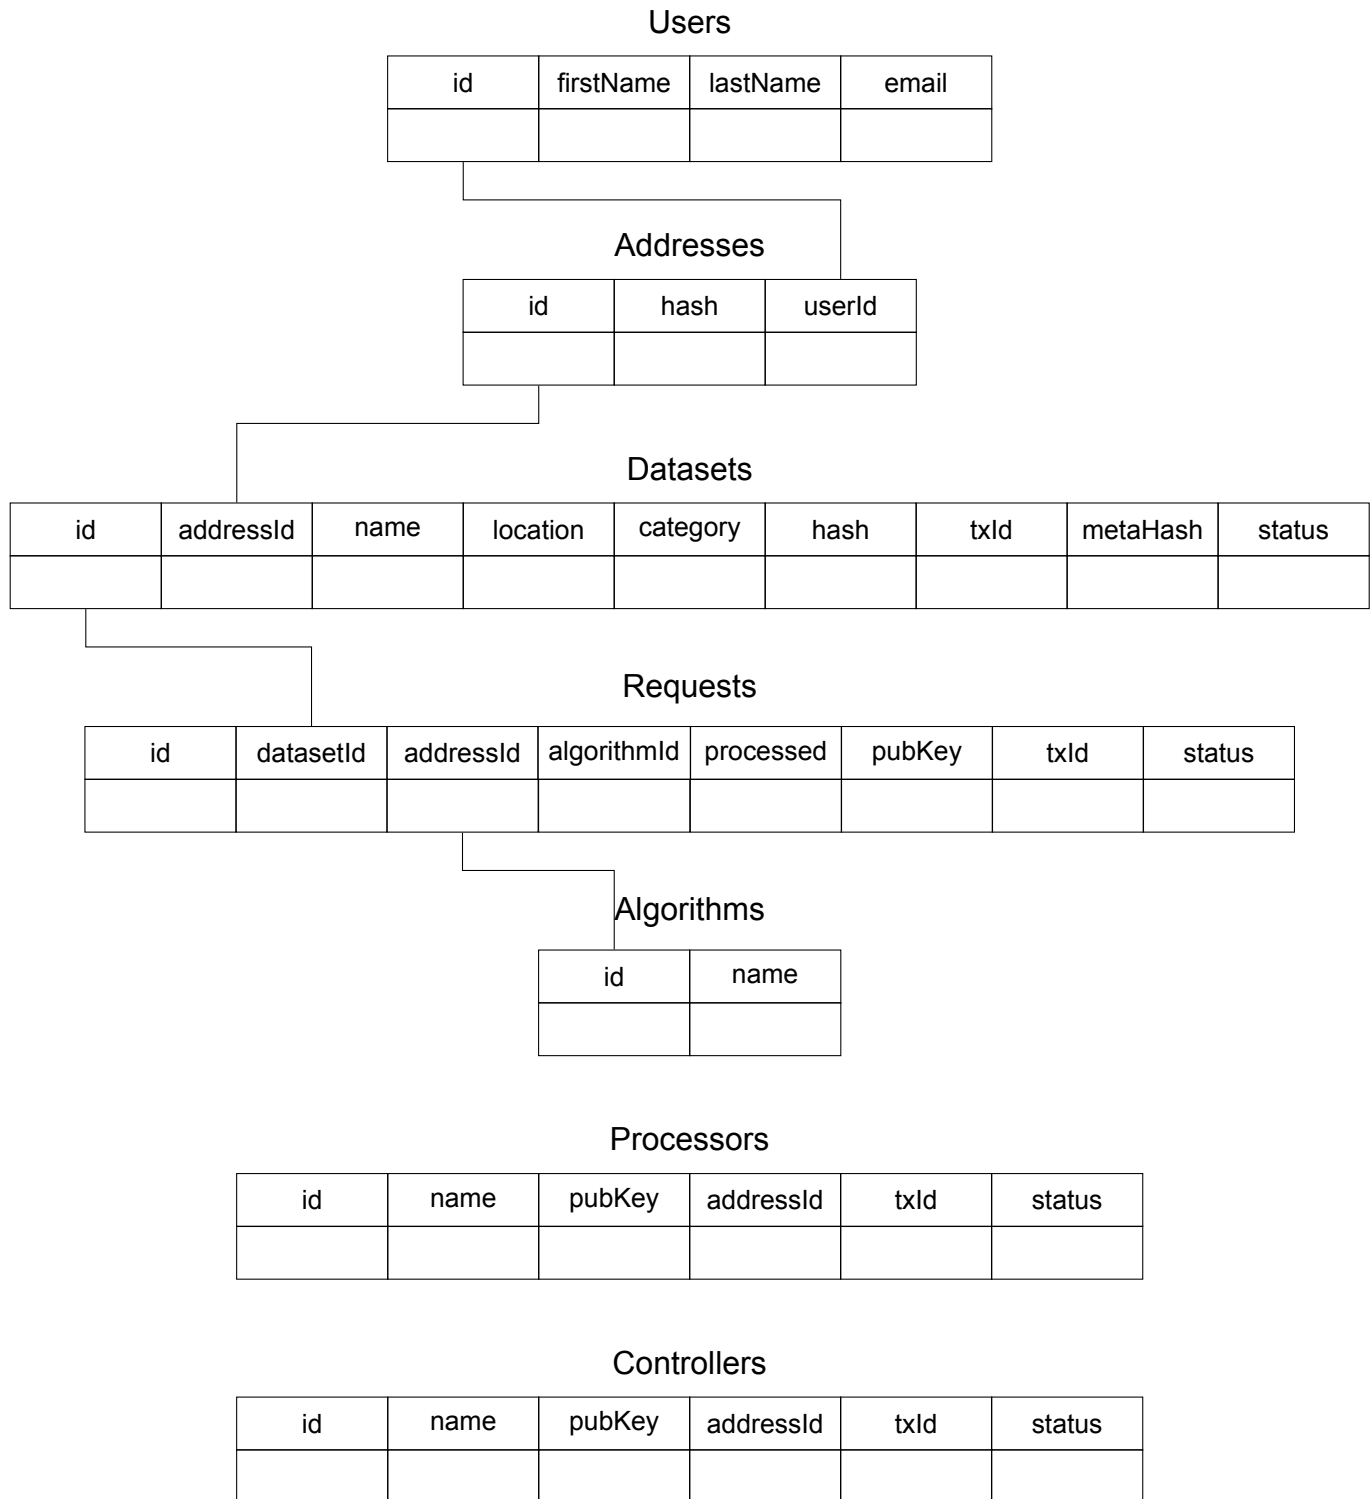 Users
id firstName lastName email
Addresses
id hash userId
Datasets
id addressId name location category hash txId metaHash status
Requests
id datasetId addressId algorithmId processed pubKey txId status
Algorithms
id name
Processors
id name pubKey addressId txId status
Controllers
id name pubKey addressId txId status